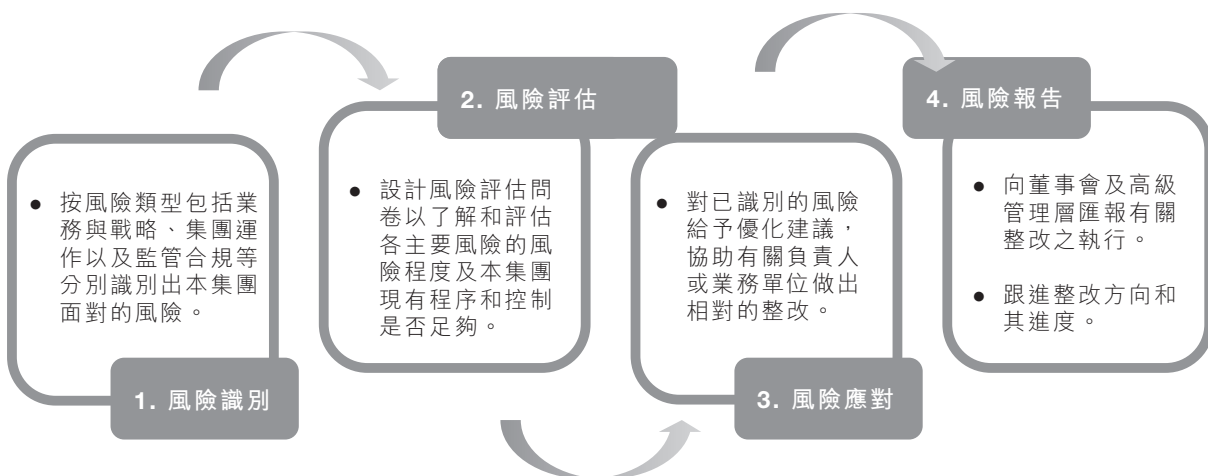 • 按風險類型包括業
務與戰略、集團運
作以及監管合規等
分別識別出本集團
面對的風險。
1. 風險識別
2. 風險評估
• 設計風險評估問
卷以了解和評估
各主要風險的風
險程度及本集團
現有程序和控制
是否足夠。
• 對已識別的風險
給予優化建議，
協助有關負責人
或業務單位做出
相對的整改。
3. 風險應對
4. 風險報告
• 向董事會及高級
管理層匯報有關
整改之執行。
• 跟進整改方向和
其進度。